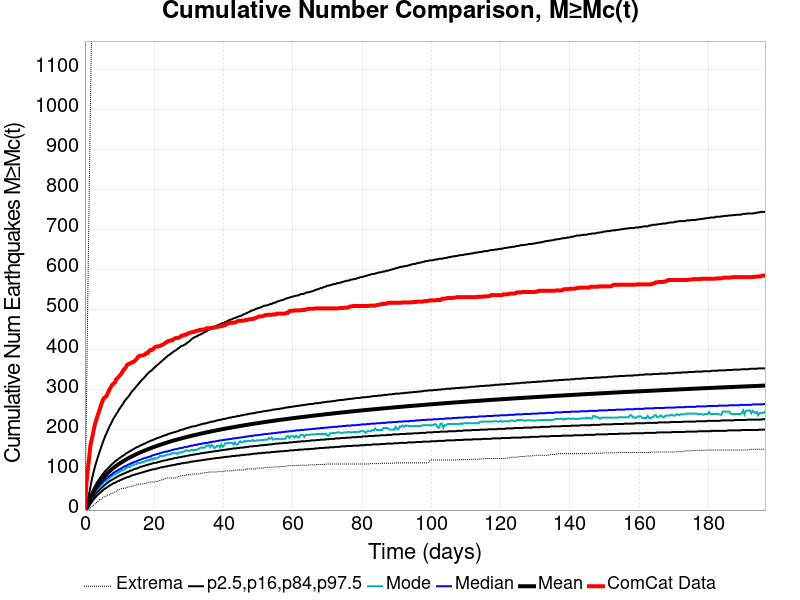 Cumulative Number Comparison, M≥Mc(t)
Cumulative Num Earthquakes M≥Mc(t)
1100
1000
900
800
700
600
500
400
300
200
100
0
0 20 40 60 80 100 120 140 160 180
Time (days)
Extrema p2.5,p16,p84,p97.5 Mode Median Mean ComCat Data